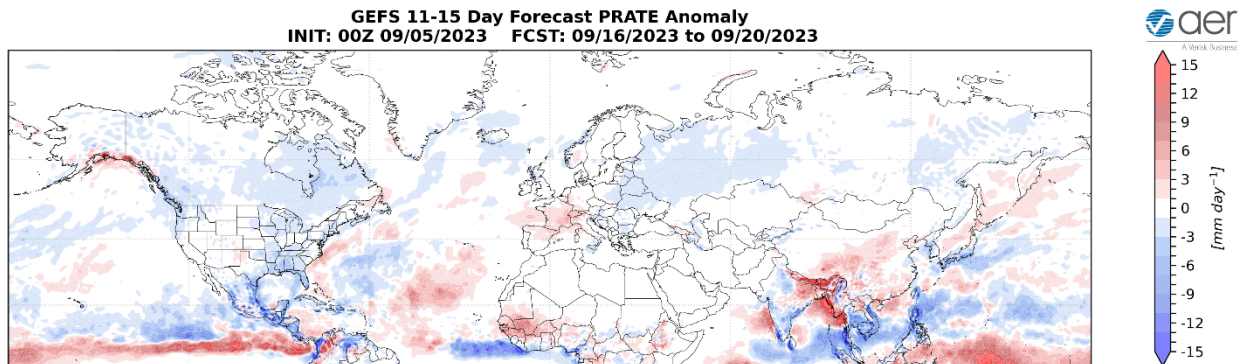 GEFS 11-15 Day Forecast PRATE Anomaly
INIT: 00Z 09/05/2023 FCST: 09/16/2023 to 09/20/2023
aer
A Verisk Business
15
12
9
6
3
0
-3
-6
-9
-12
-15
[mm day⁻¹]